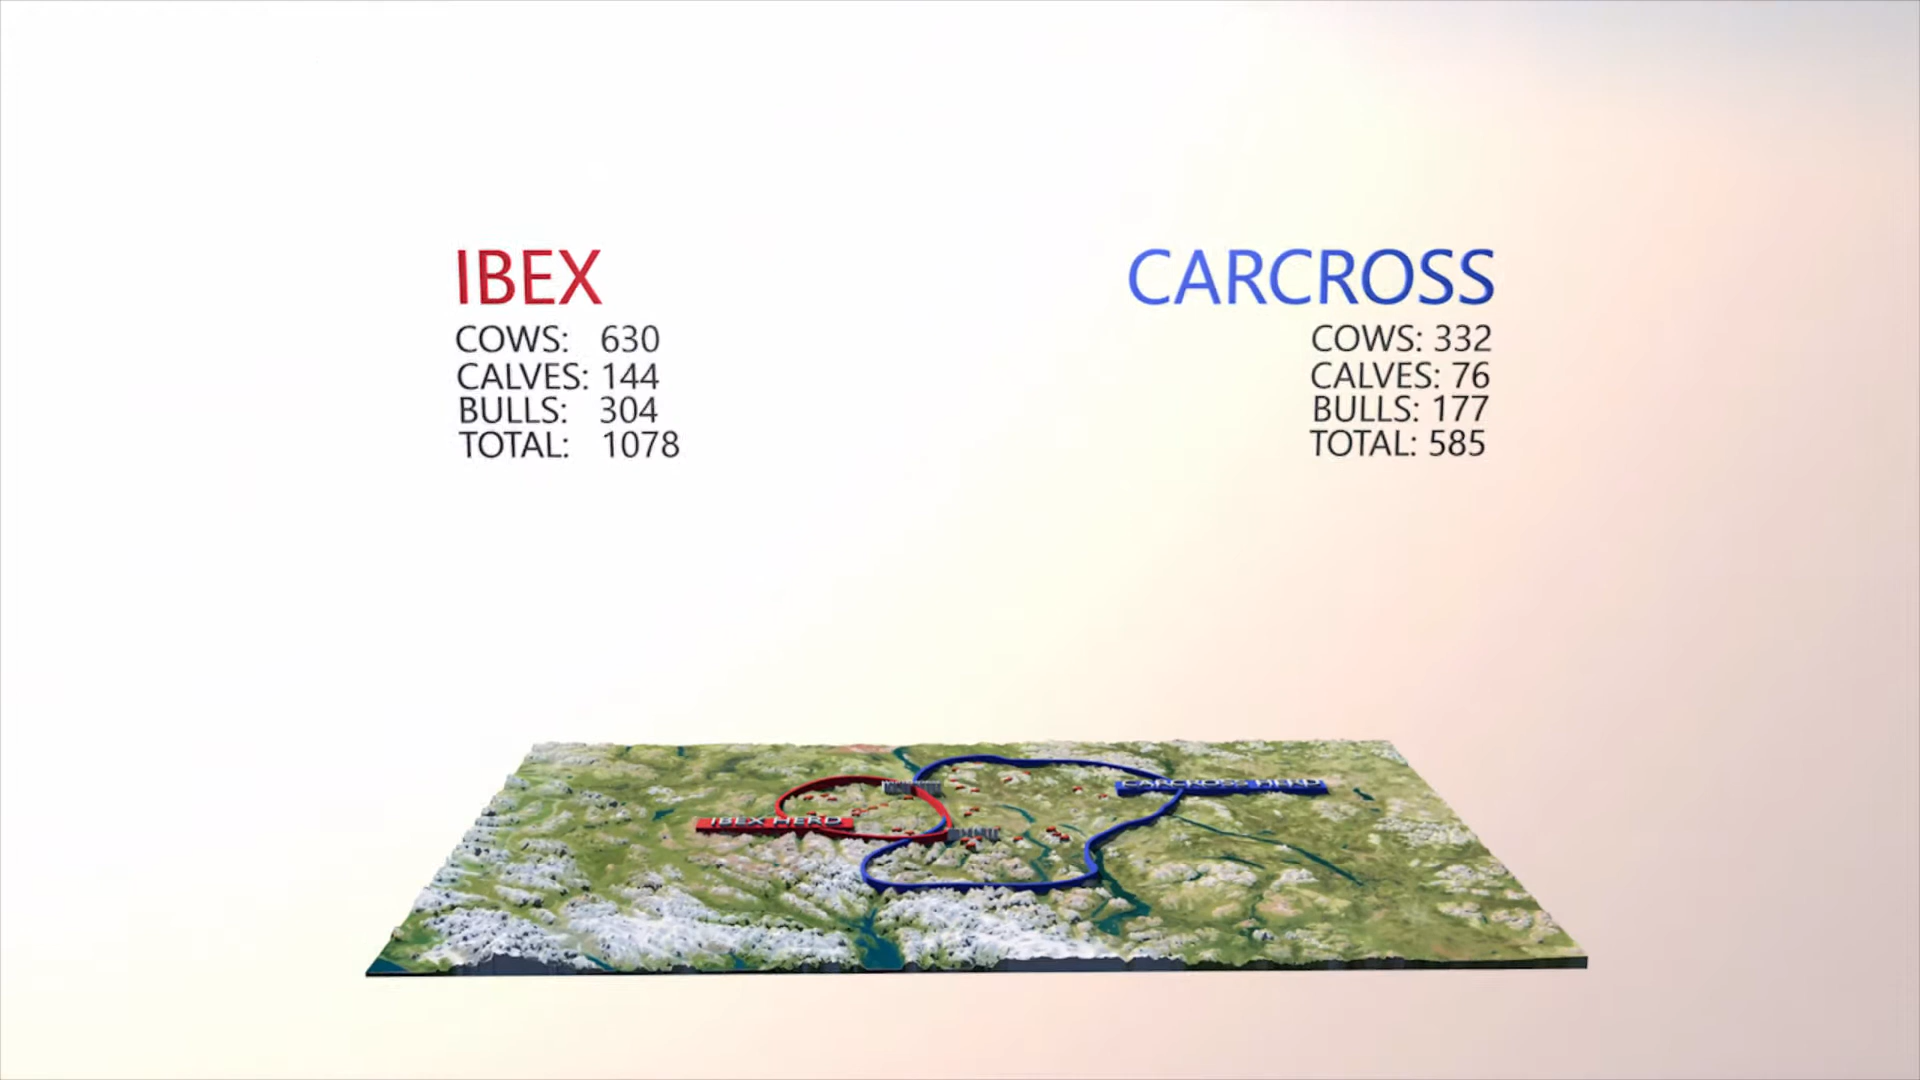 IBEX
COWS: 630
CALVES: 144
BULLS: 304
TOTAL: 1078
CARCROSS
COWS: 332
CALVES: 76
BULLS: 177
TOTAL: 585
CARCROSS HERD
IBEX HERD